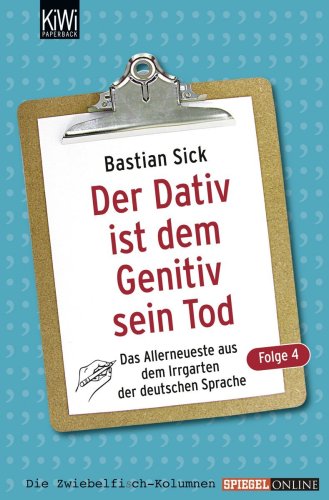 KiWi
PAPERBACK
Bastian Sick
Der Dativ
ist dem
Genitiv
sein Tod
Das Allerneueste aus
dem Irrgarten
der deutschen Sprache
Folge 4
Die Zwiebelfisch-Kolumnen SPIEGEL ONLINE